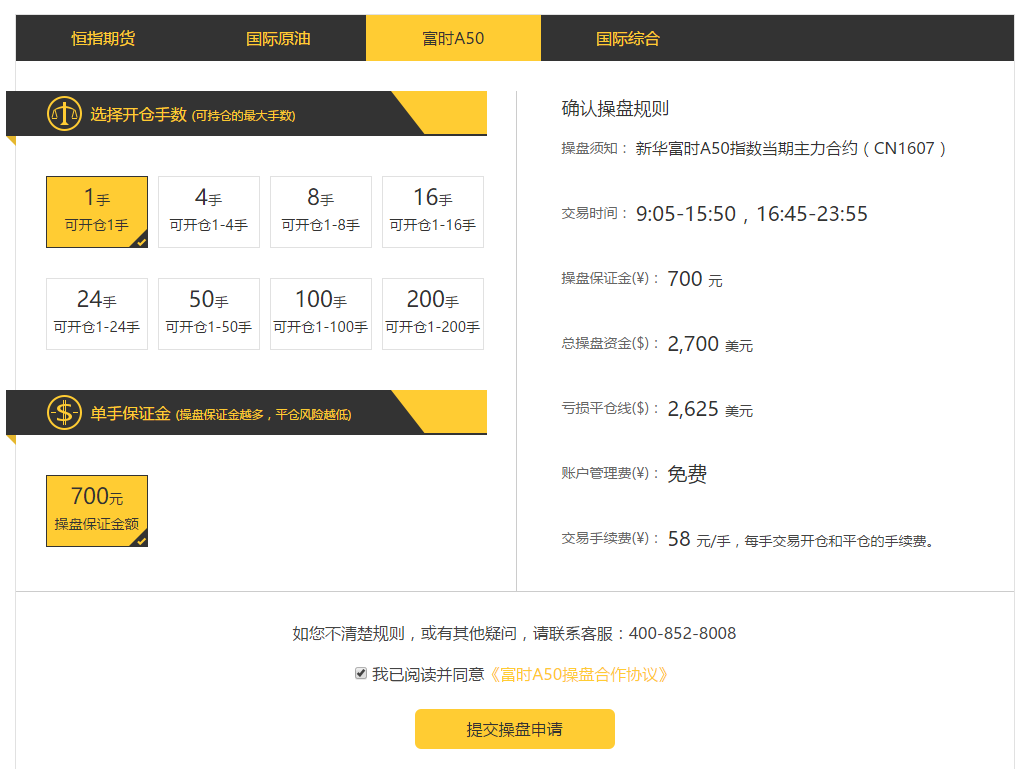 恒指期货 国际原油 富时A50 国际综合
选择开仓手数 (可持仓的最大手数)
1手 4手 8手 16手
可开仓1手 可开仓1-4手 可开仓1-8手 可开仓1-16手
24手 50手 100手 200手
可开仓1-24手 可开仓1-50手 可开仓1-100手 可开仓1-200手
单手保证金 (操盘保证金越多，平仓风险越低)
700元
操盘保证金额
确认操盘规则
操盘须知： 新华富时A50指数当期主力合约（CN1607）
交易时间： 9:05-15:50，16:45-23:55
操盘保证金(¥)： 700 元
总操盘资金($)： 2,700 美元
亏损平仓线($)： 2,625 美元
账户管理费(¥)： 免费
交易手续费(¥)： 58 元/手，每手交易开仓和平仓的手续费。
如您不清楚规则，或有其他疑问，请联系客服：400-852-8008
我已阅读并同意《富时A50操盘合作协议》
提交操盘申请